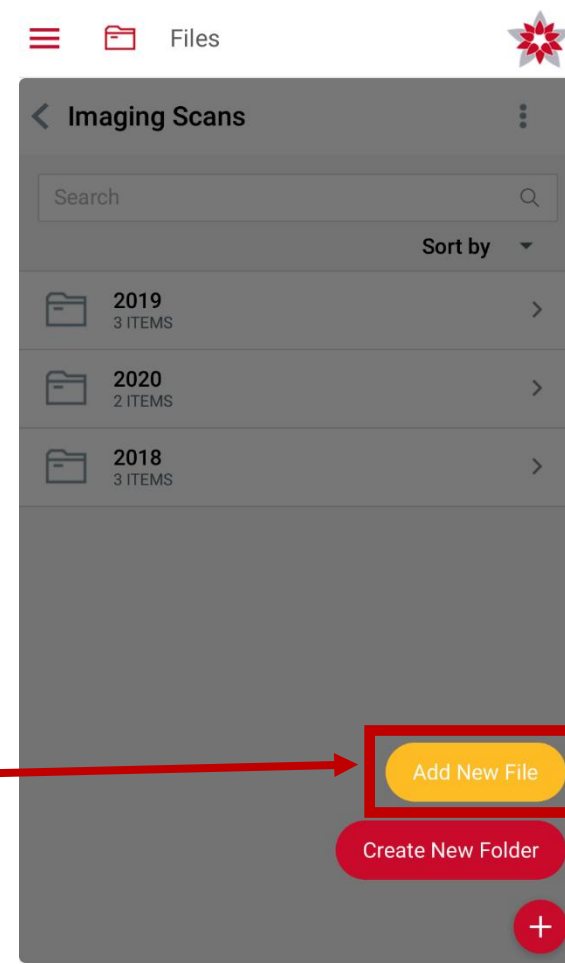 Files
Imaging Scans
Search
Sort by
2019
3 ITEMS
2020
2 ITEMS
2018
3 ITEMS
Add New File
Create New Folder